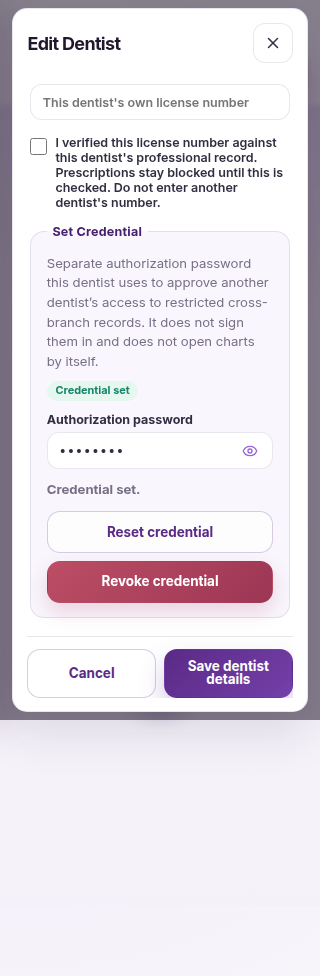 Edit Dentist
This dentist's own license number
I verified this license number against
this dentist's professional record.
Prescriptions stay blocked until this is
checked. Do not enter another
dentist's number.
Set Credential
Separate authorization password
this dentist uses to approve another
dentist’s access to restricted cross-
branch records. It does not sign
them in and does not open charts
by itself.
Credential set
Authorization password
••••••••
Credential set.
Reset credential
Revoke credential
Cancel
Save dentist
details